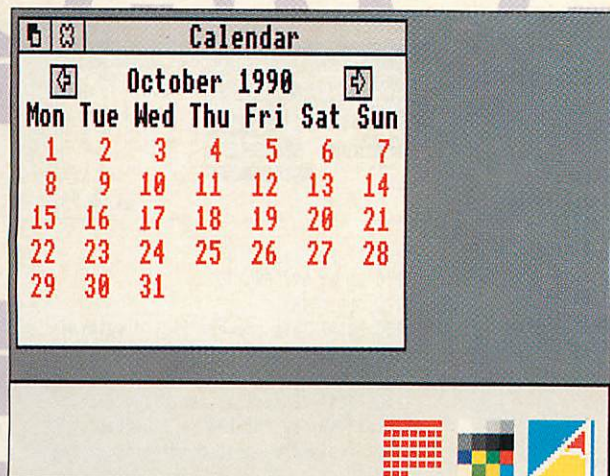 Calendar
October 1990
Mon Tue Wed Thu Fri Sat Sun
1 2 3 4 5 6 7
8 9 10 11 12 13 14
15 16 17 18 19 20 21
22 23 24 25 26 27 28
29 30 31